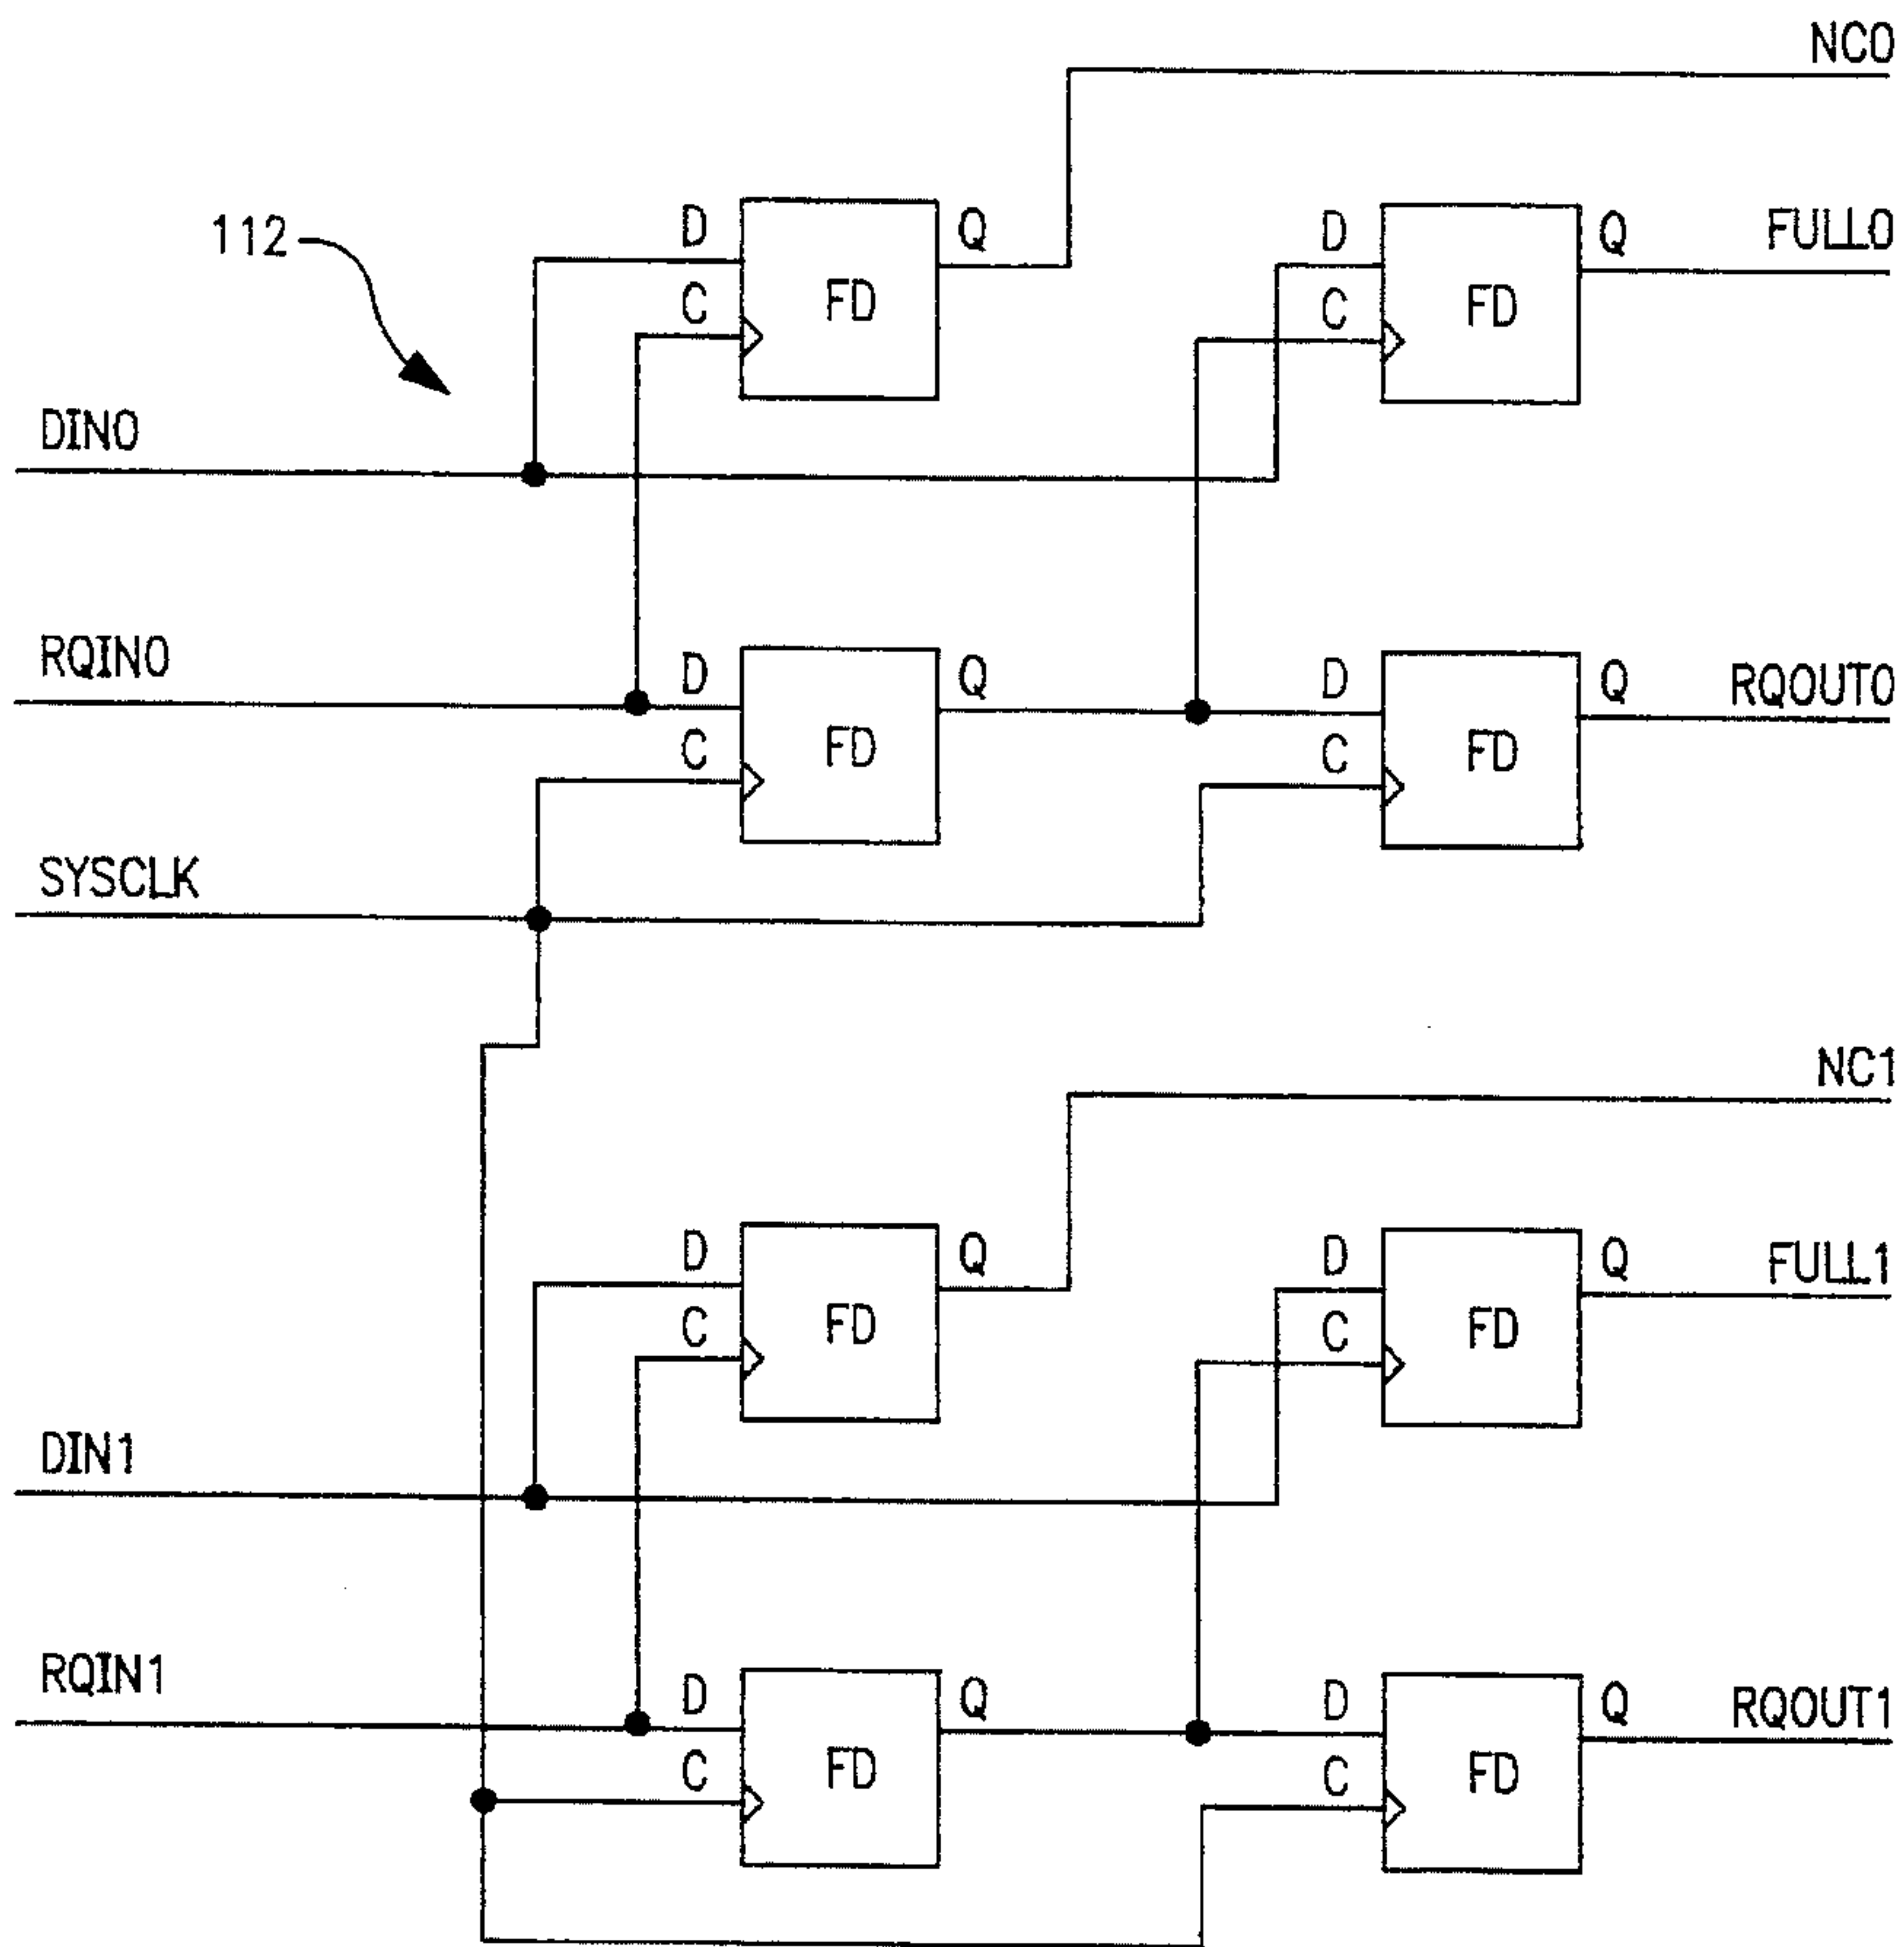 NC0
112
D Q D Q FULL0
C FD C FD
DIN0
RQIN0 D Q D Q RQOUT0
C FD C FD
SYSCLK
NC1
D Q D Q FULL1
C FD C FD
DIN1
RQIN1 D Q D Q RQOUT1
C FD C FD